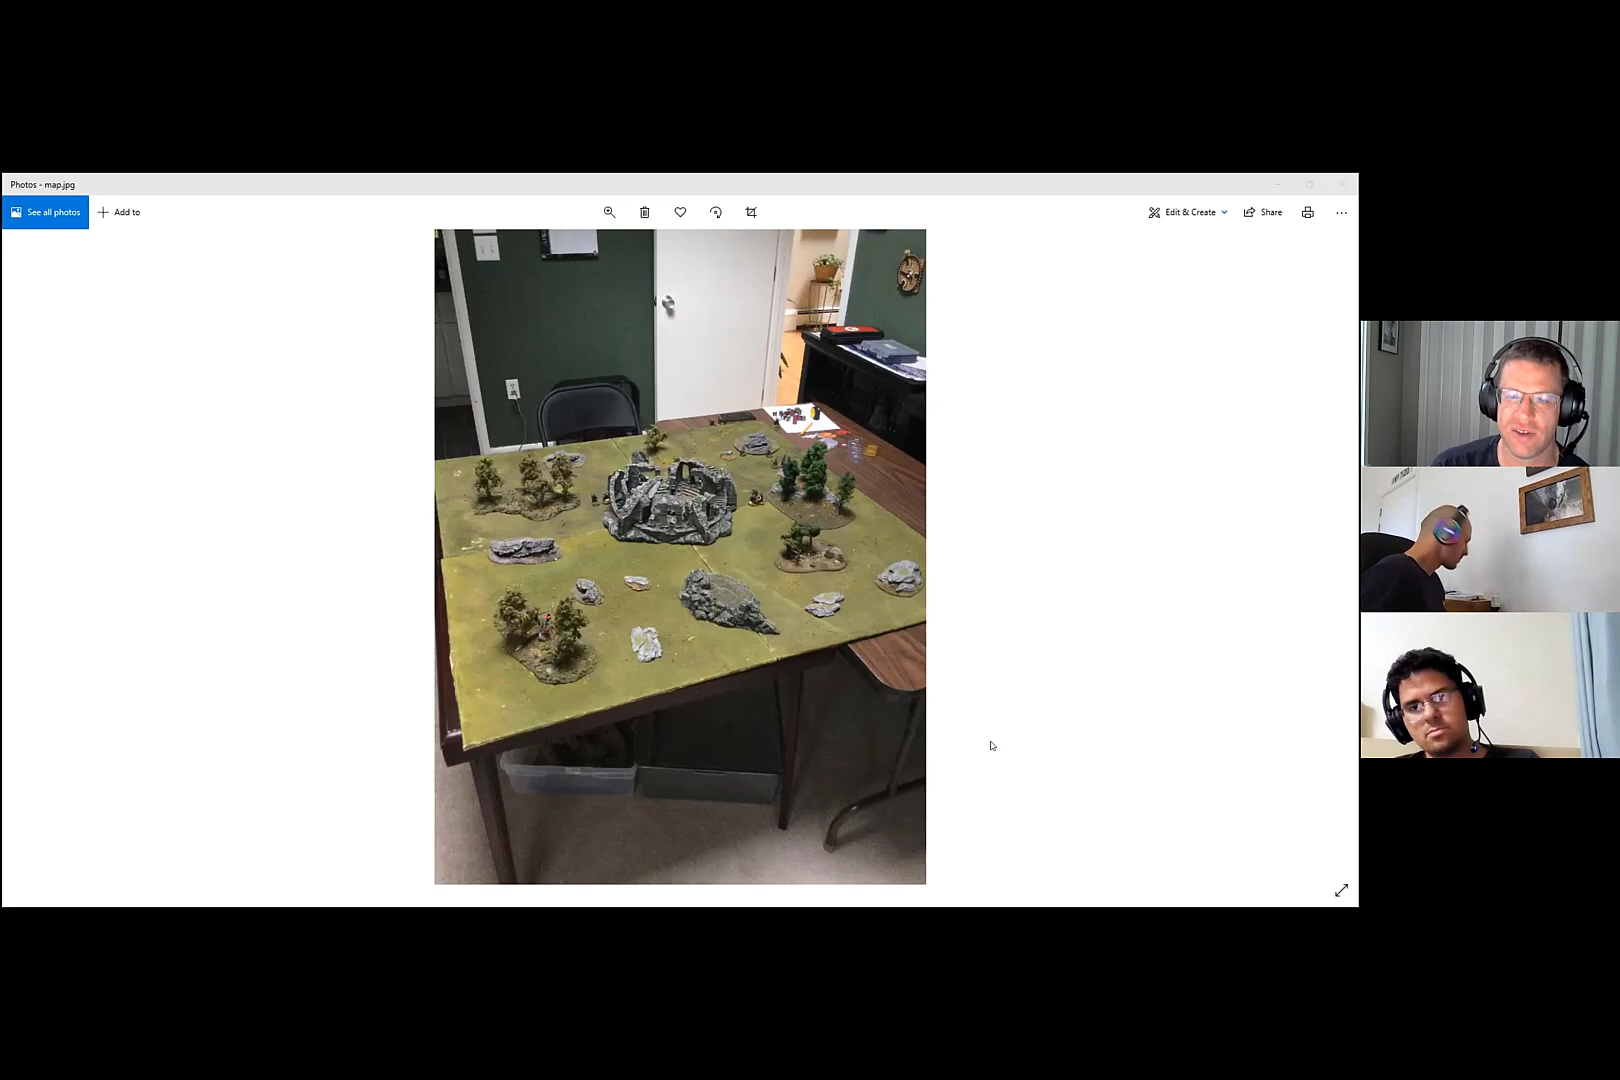 Photos - map.jpg
See all photos
Add to
Edit & Create
Share